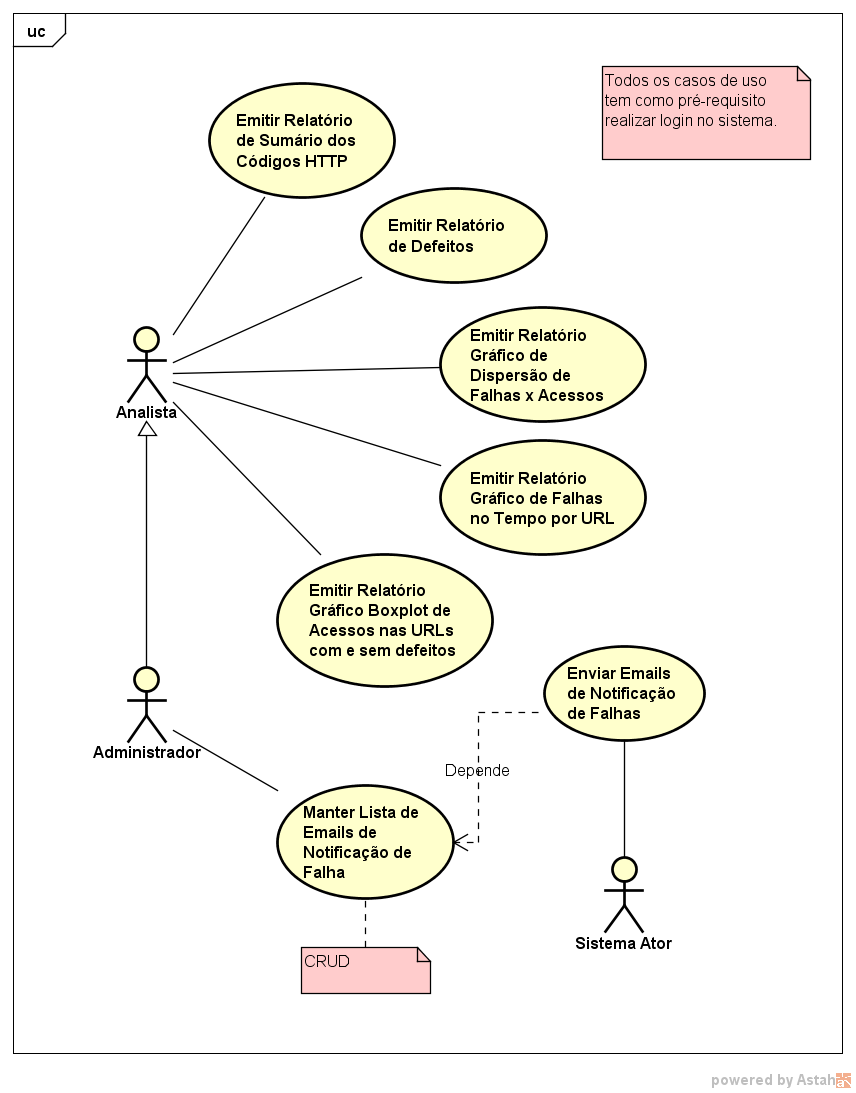 uc
Todos os casos de uso
tem como pré-requisito
realizar login no sistema.
Emitir Relatório
de Sumário dos
Códigos HTTP
Emitir Relatório
de Defeitos
Emitir Relatório
Gráfico de
Dispersão de
Falhas x Acessos
Analista
Emitir Relatório
Gráfico de Falhas
no Tempo por URL
Emitir Relatório
Gráfico Boxplot de
Acessos nas URLs
com e sem defeitos
Enviar Emails
de Notificação
de Falhas
Administrador
Depende
Manter Lista de
Emails de
Notificação de
Falha
Sistema Ator
CRUD
powered by Astah